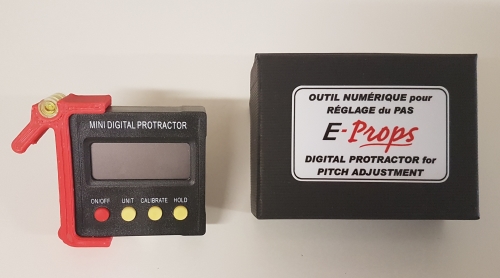 MINI DIGITAL PROTRACTOR
ON/OFF UNIT CALIBRATE HOLD
OUTIL NUMÉRIQUE pour
RÉGLAGE du PAS
E-Props
DIGITAL PROTRACTOR for
PITCH ADJUSTMENT